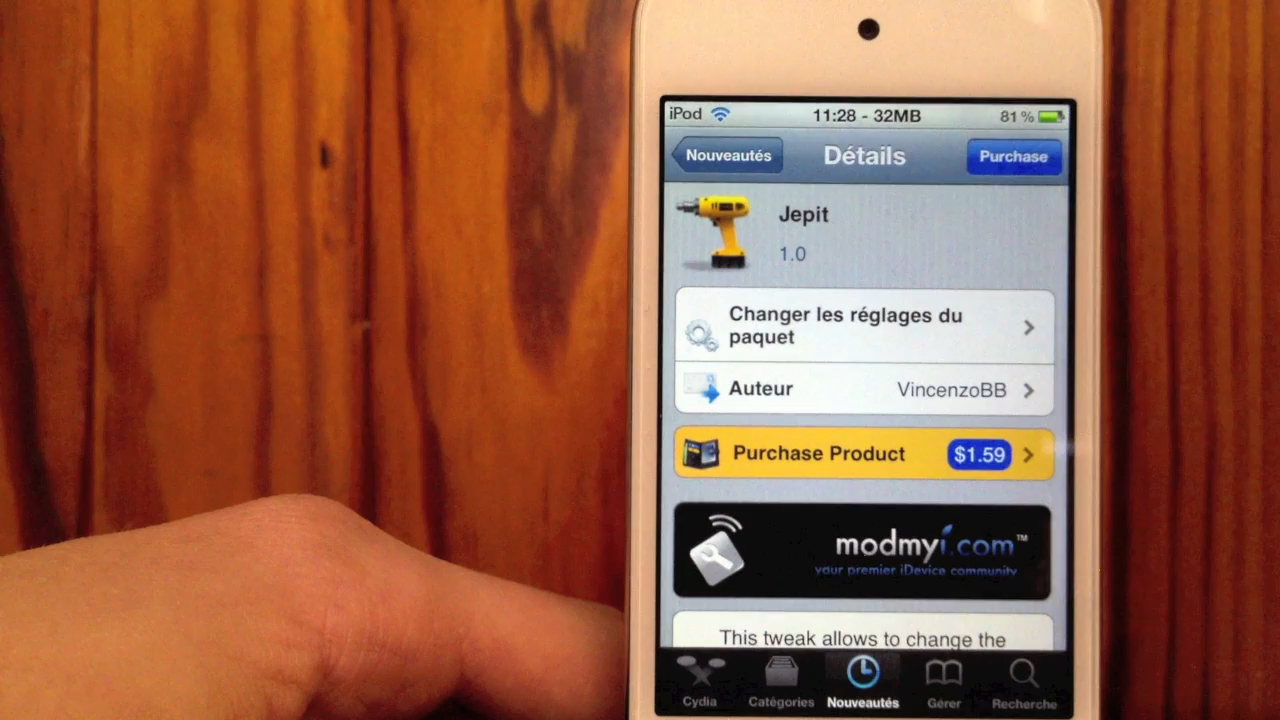 iPod 11:28 - 32MB 81 %
Nouveautés Détails Purchase
Jepit
1.0
Changer les réglages du
paquet
Auteur VincenzoBB
Purchase Product $1.59
modmyi.com™
your premier iDevice community
This tweak allows to change the
Cydia Catégories Nouveautés Gérer Recherche